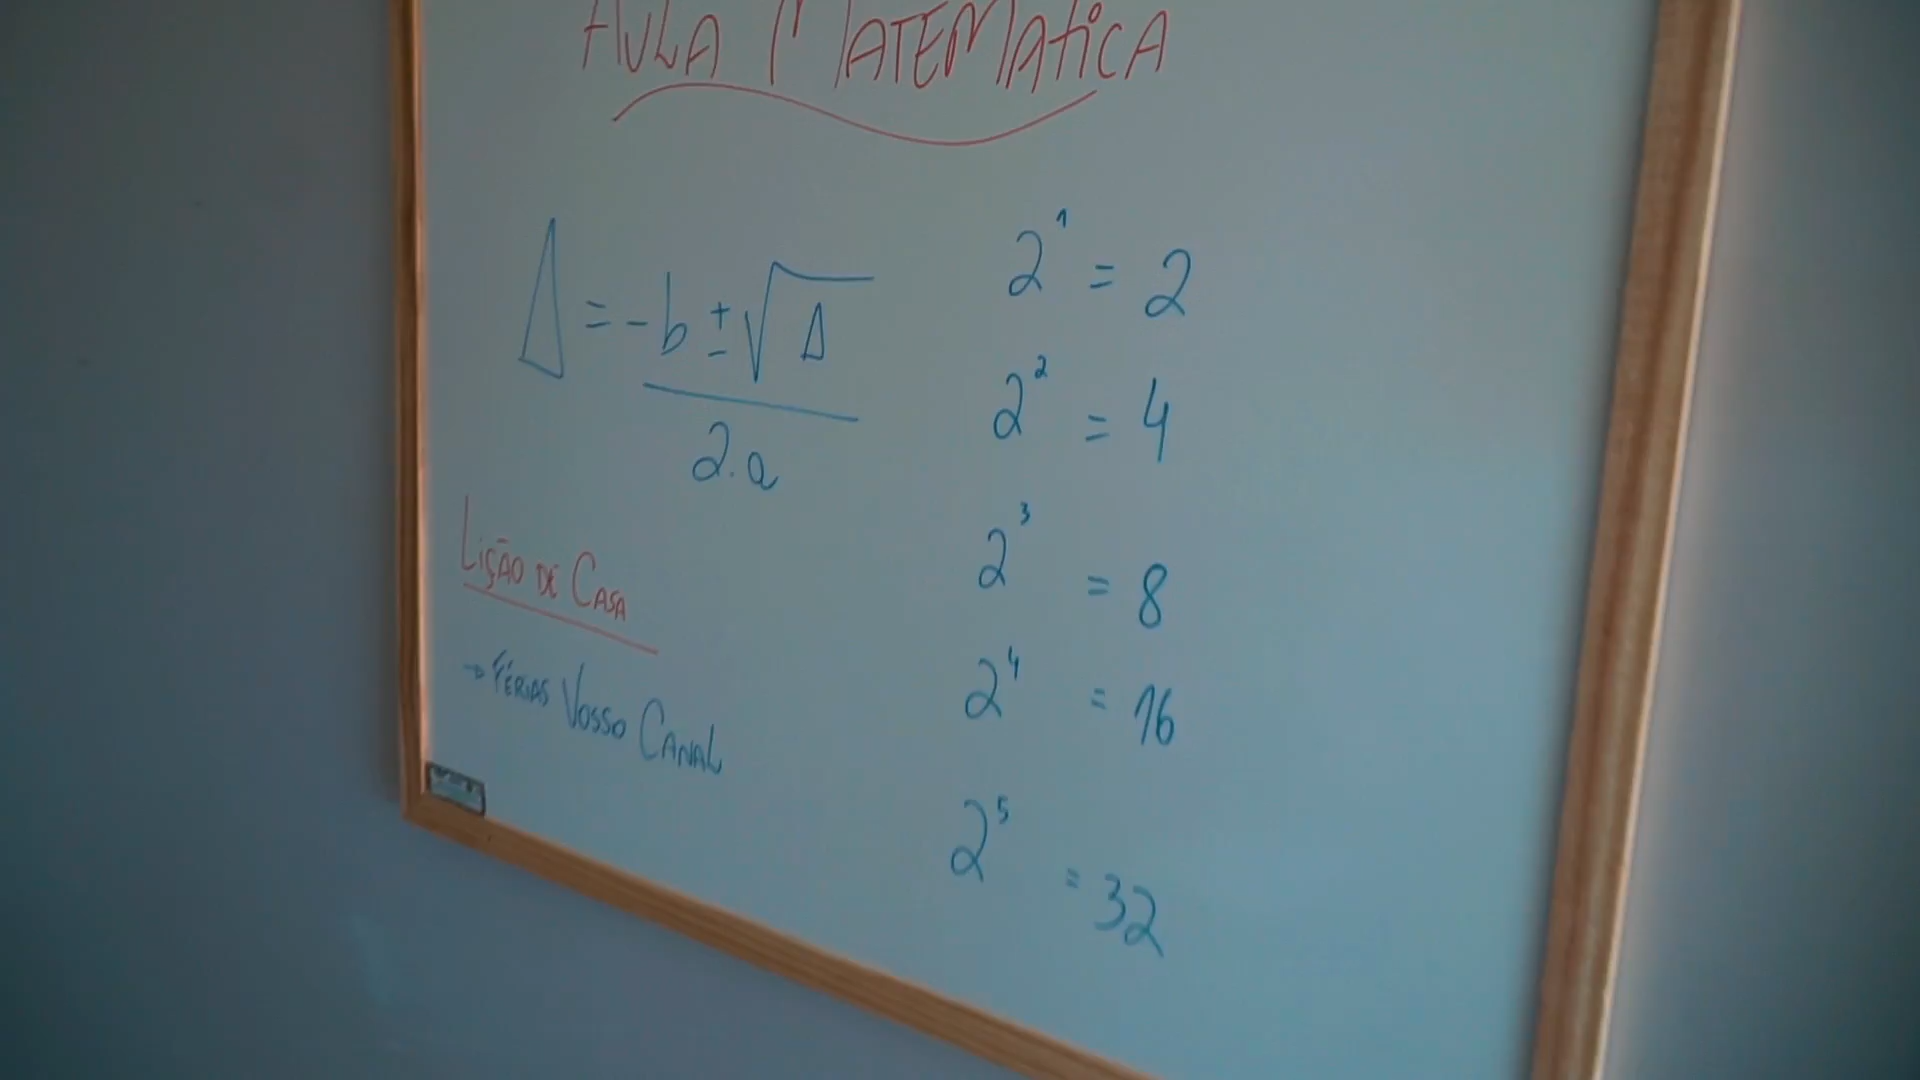 AULA MATEMATICA
Δ = -b ± √Δ
2.a
LIÇÃO DE CASA
→ FÉRIAS VOSSO CANAL
2¹ = 2
2² = 4
2³ = 8
2⁴ = 16
2⁵ = 32